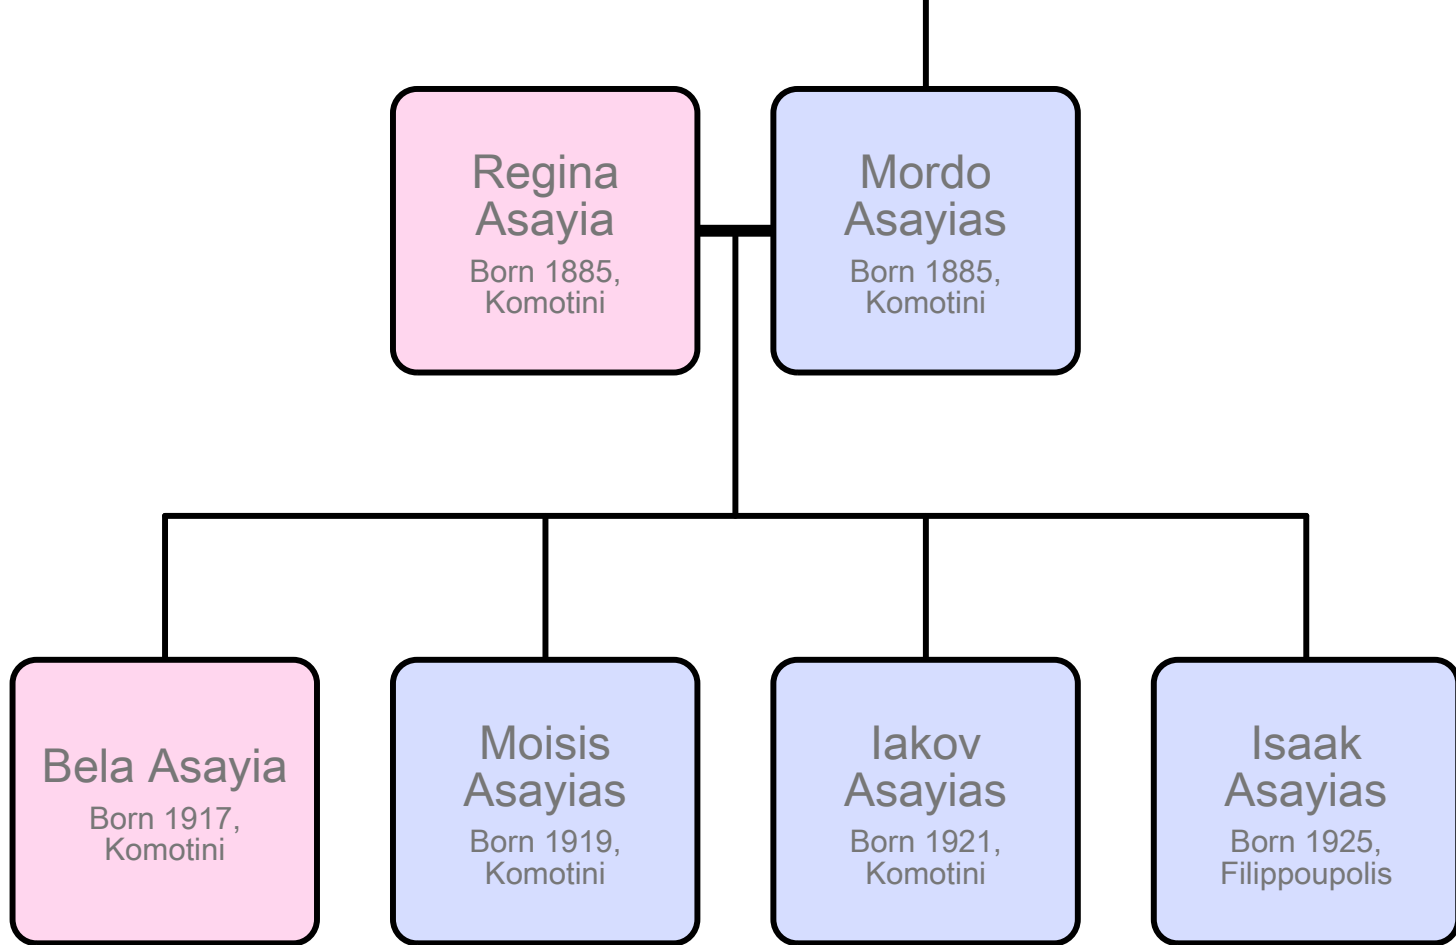 Regina
Asayia
Born 1885,
Komotini
Mordo
Asayias
Born 1885,
Komotini
Bela Asayia
Born 1917,
Komotini
Moisis
Asayias
Born 1919,
Komotini
Iakov
Asayias
Born 1921,
Komotini
Isaak
Asayias
Born 1925,
Filippoupolis